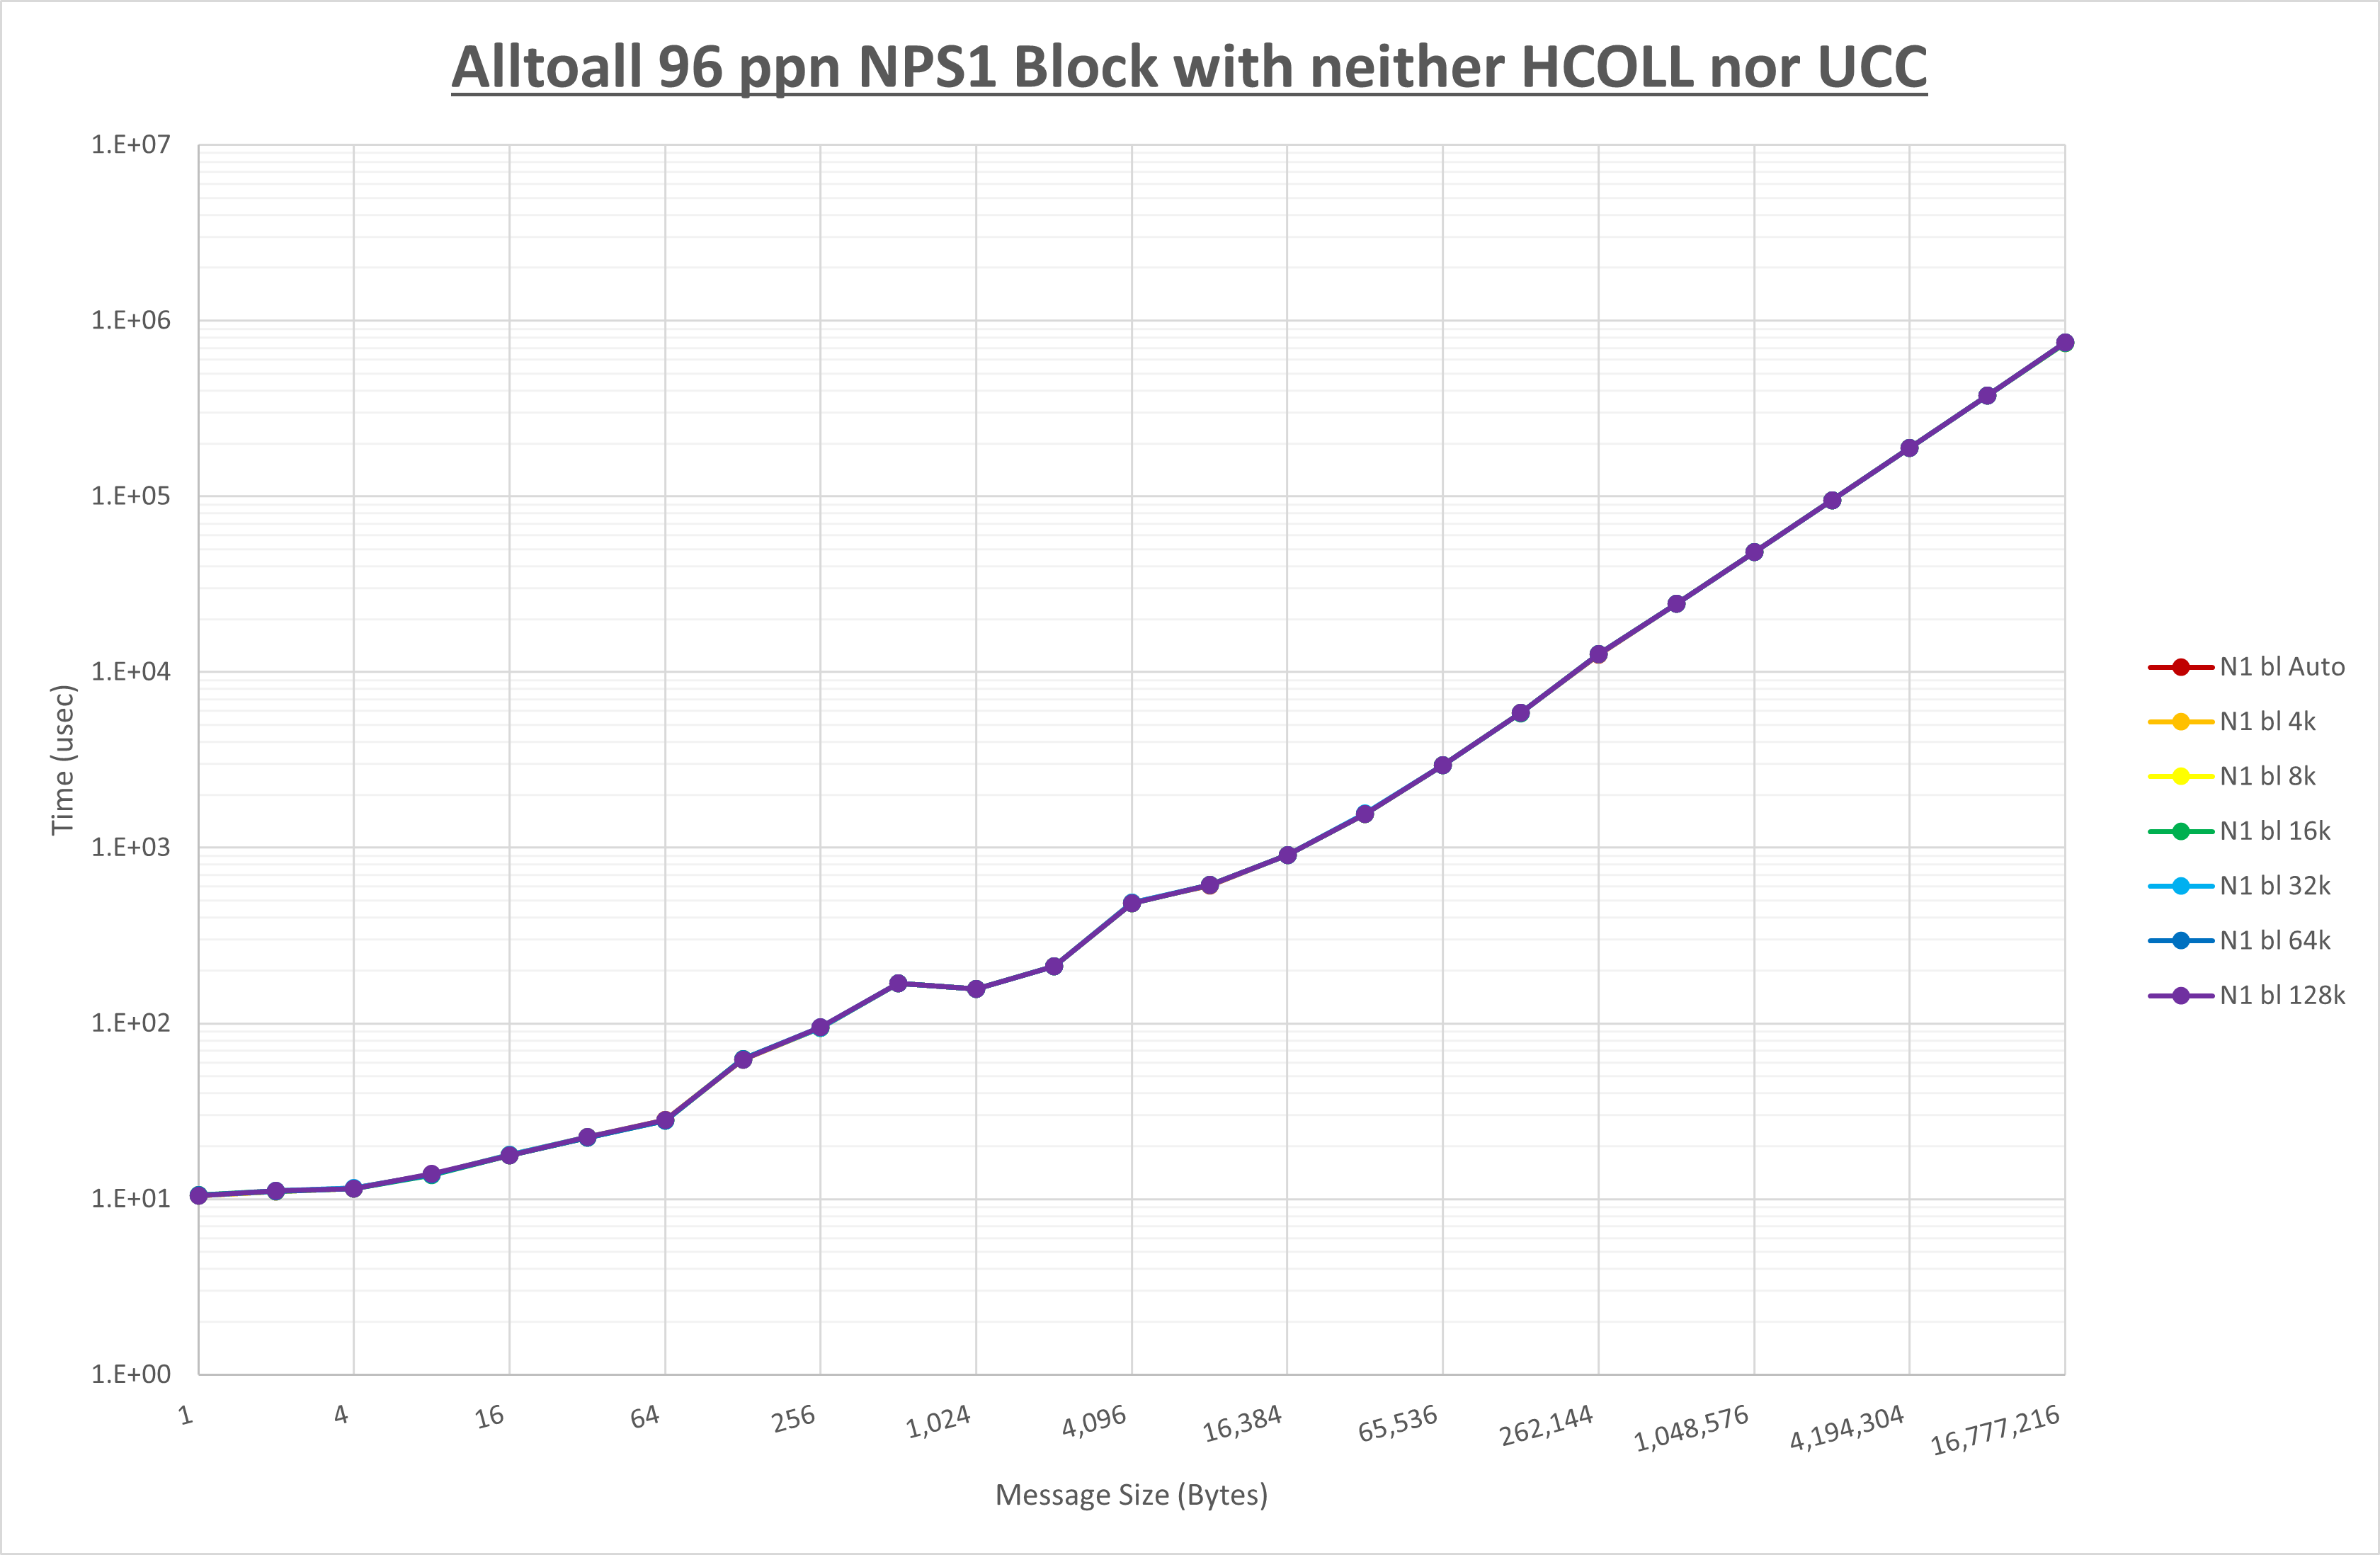 Alltoall 96 ppn NPS1 Block with neither HCOLL nor UCC
1.E+07
1.E+06
1.E+05
1.E+04
1.E+03
1.E+02
1.E+01
1.E+00
Time (usec)
1
4
16
64
256
1,024
4,096
16,384
65,536
262,144
1,048,576
4,194,304
16,777,216
Message Size (Bytes)
N1 bl Auto
N1 bl 4k
N1 bl 8k
N1 bl 16k
N1 bl 32k
N1 bl 64k
N1 bl 128k